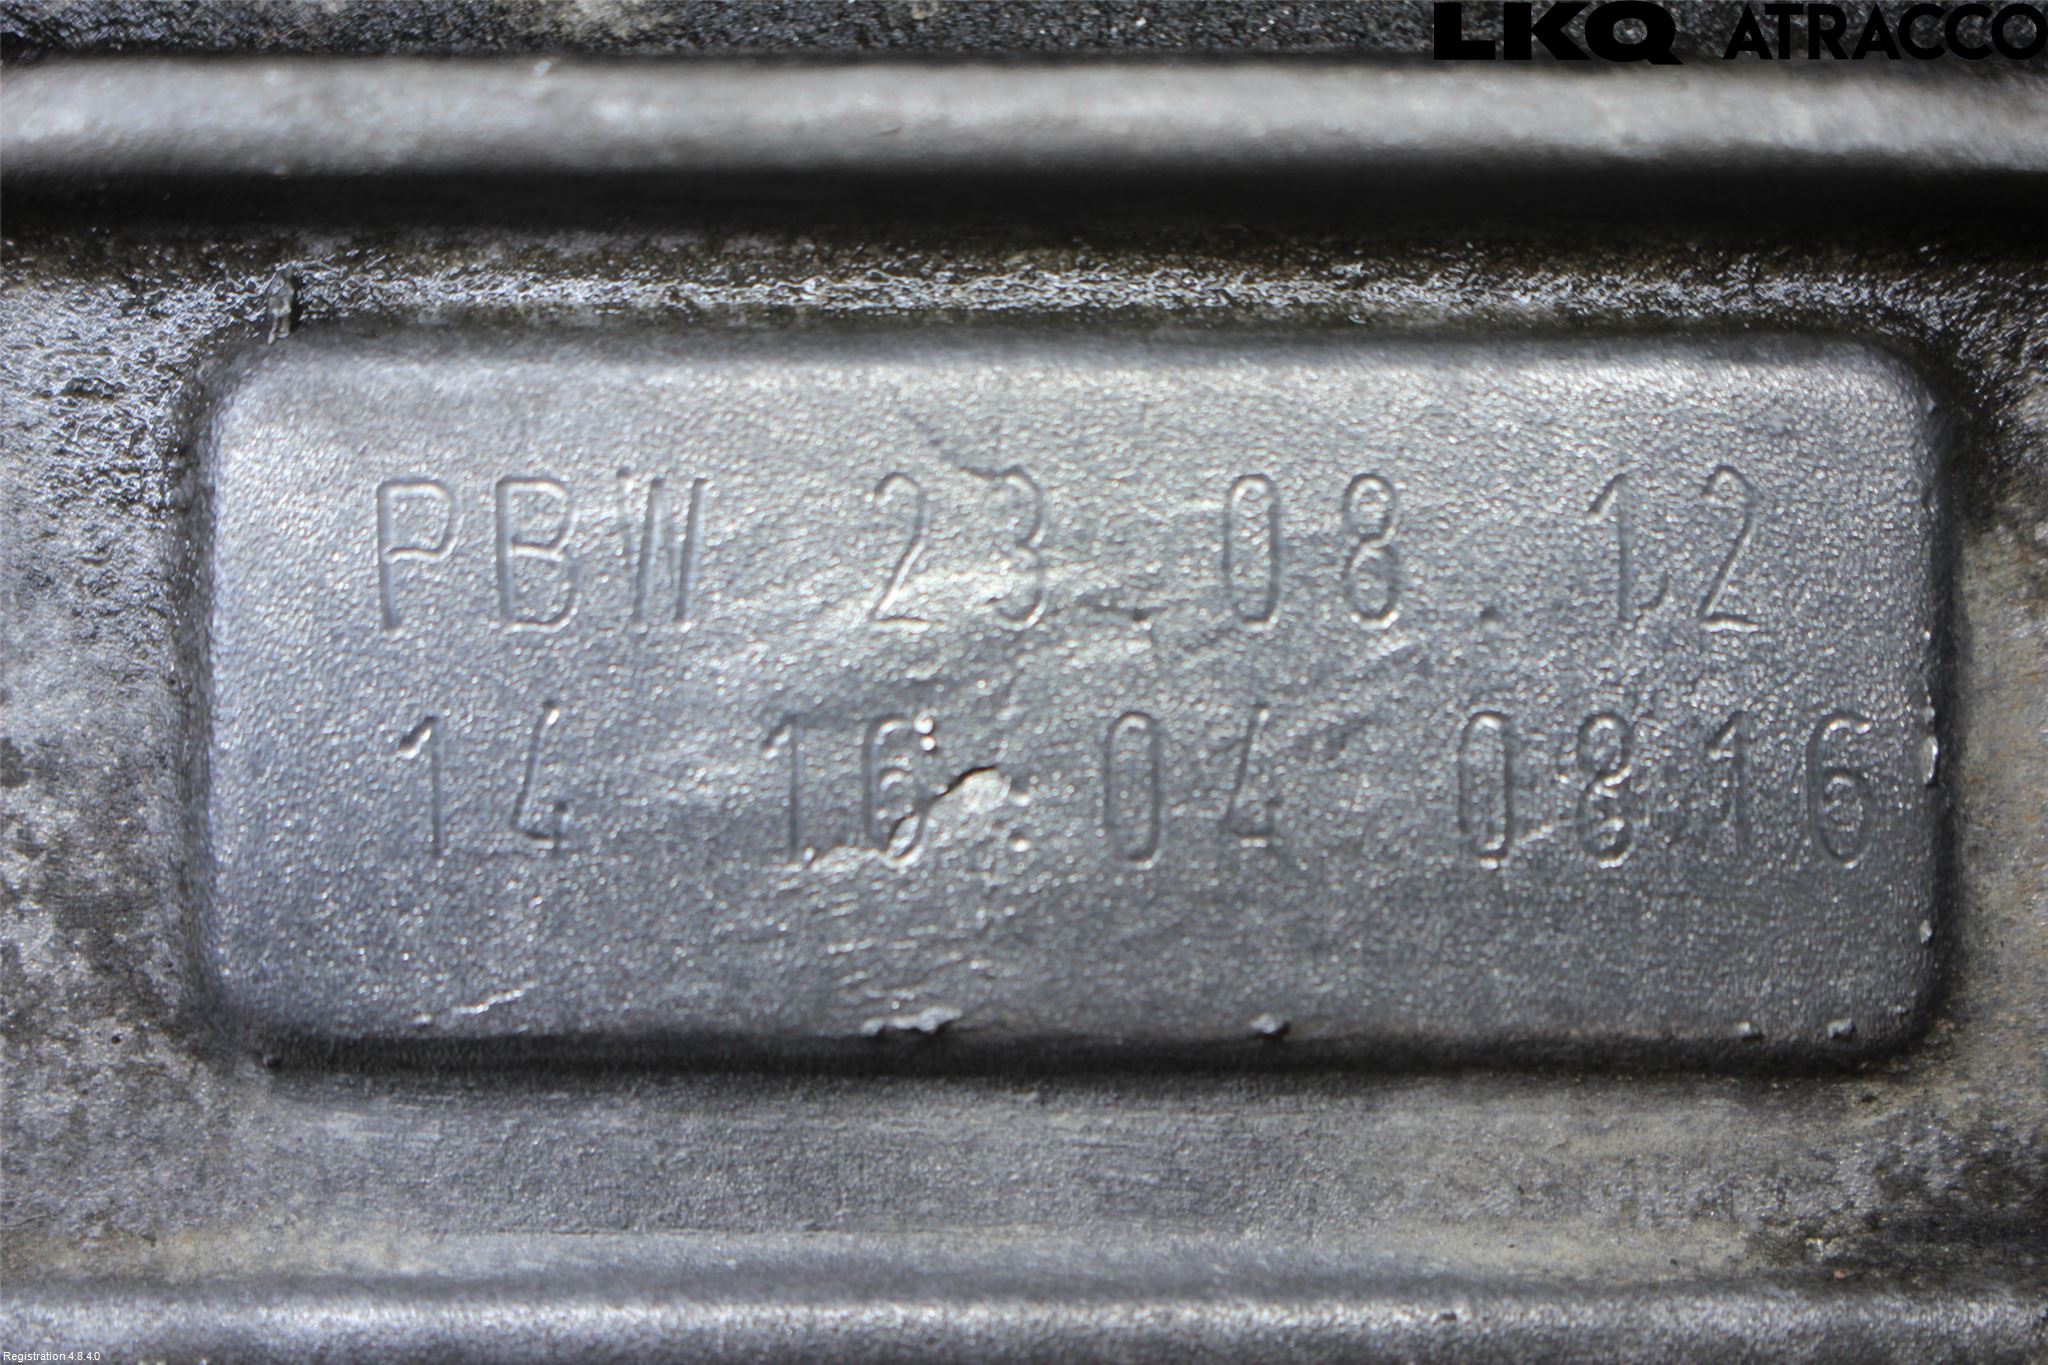 LKQ ATRACCO
PBW 23.08.12
14 16:04 0816
Registration 4.8.4.0